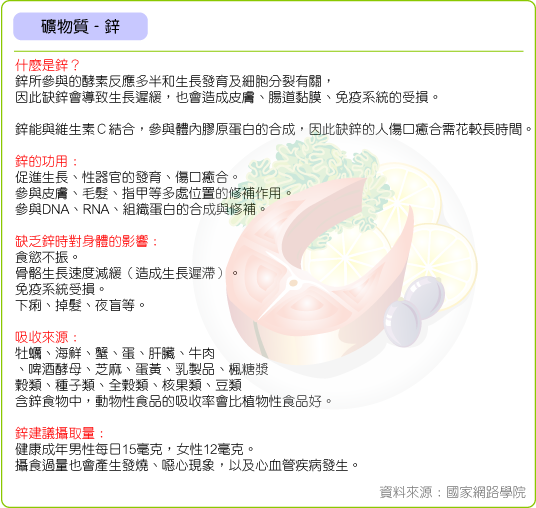 礦物質 - 鋅
什麼是鋅？
鋅所參與的酵素反應多半和生長發育及細胞分裂有關，
因此缺鋅會導致生長遲緩，也會造成皮膚、腸道黏膜、免疫系統的受損。
鋅能與維生素Ｃ結合，參與體內膠原蛋白的合成，因此缺鋅的人傷口癒合需花較長時間。
鋅的功用：
促進生長、性器官的發育、傷口癒合。
參與皮膚、毛髮、指甲等多處位置的修補作用。
參與DNA、RNA、組織蛋白的合成與修補。
缺乏鋅時對身體的影響：
食慾不振。
骨骼生長速度減緩（造成生長遲滯）。
免疫系統受損。
下痢、掉髮、夜盲等。
吸收來源：
牡蠣、海鮮、蟹、蛋、肝臟、牛肉
、啤酒酵母、芝麻、蛋黃、乳製品、楓糖漿
穀類、種子類、全穀類、核果類、豆類
含鋅食物中，動物性食品的吸收率會比植物性食品好。
鋅建議攝取量：
健康成年男性每日15毫克，女性12毫克。
攝食過量也會產生發燒、噁心現象，以及心血管疾病發生。
資料來源：國家網路學院